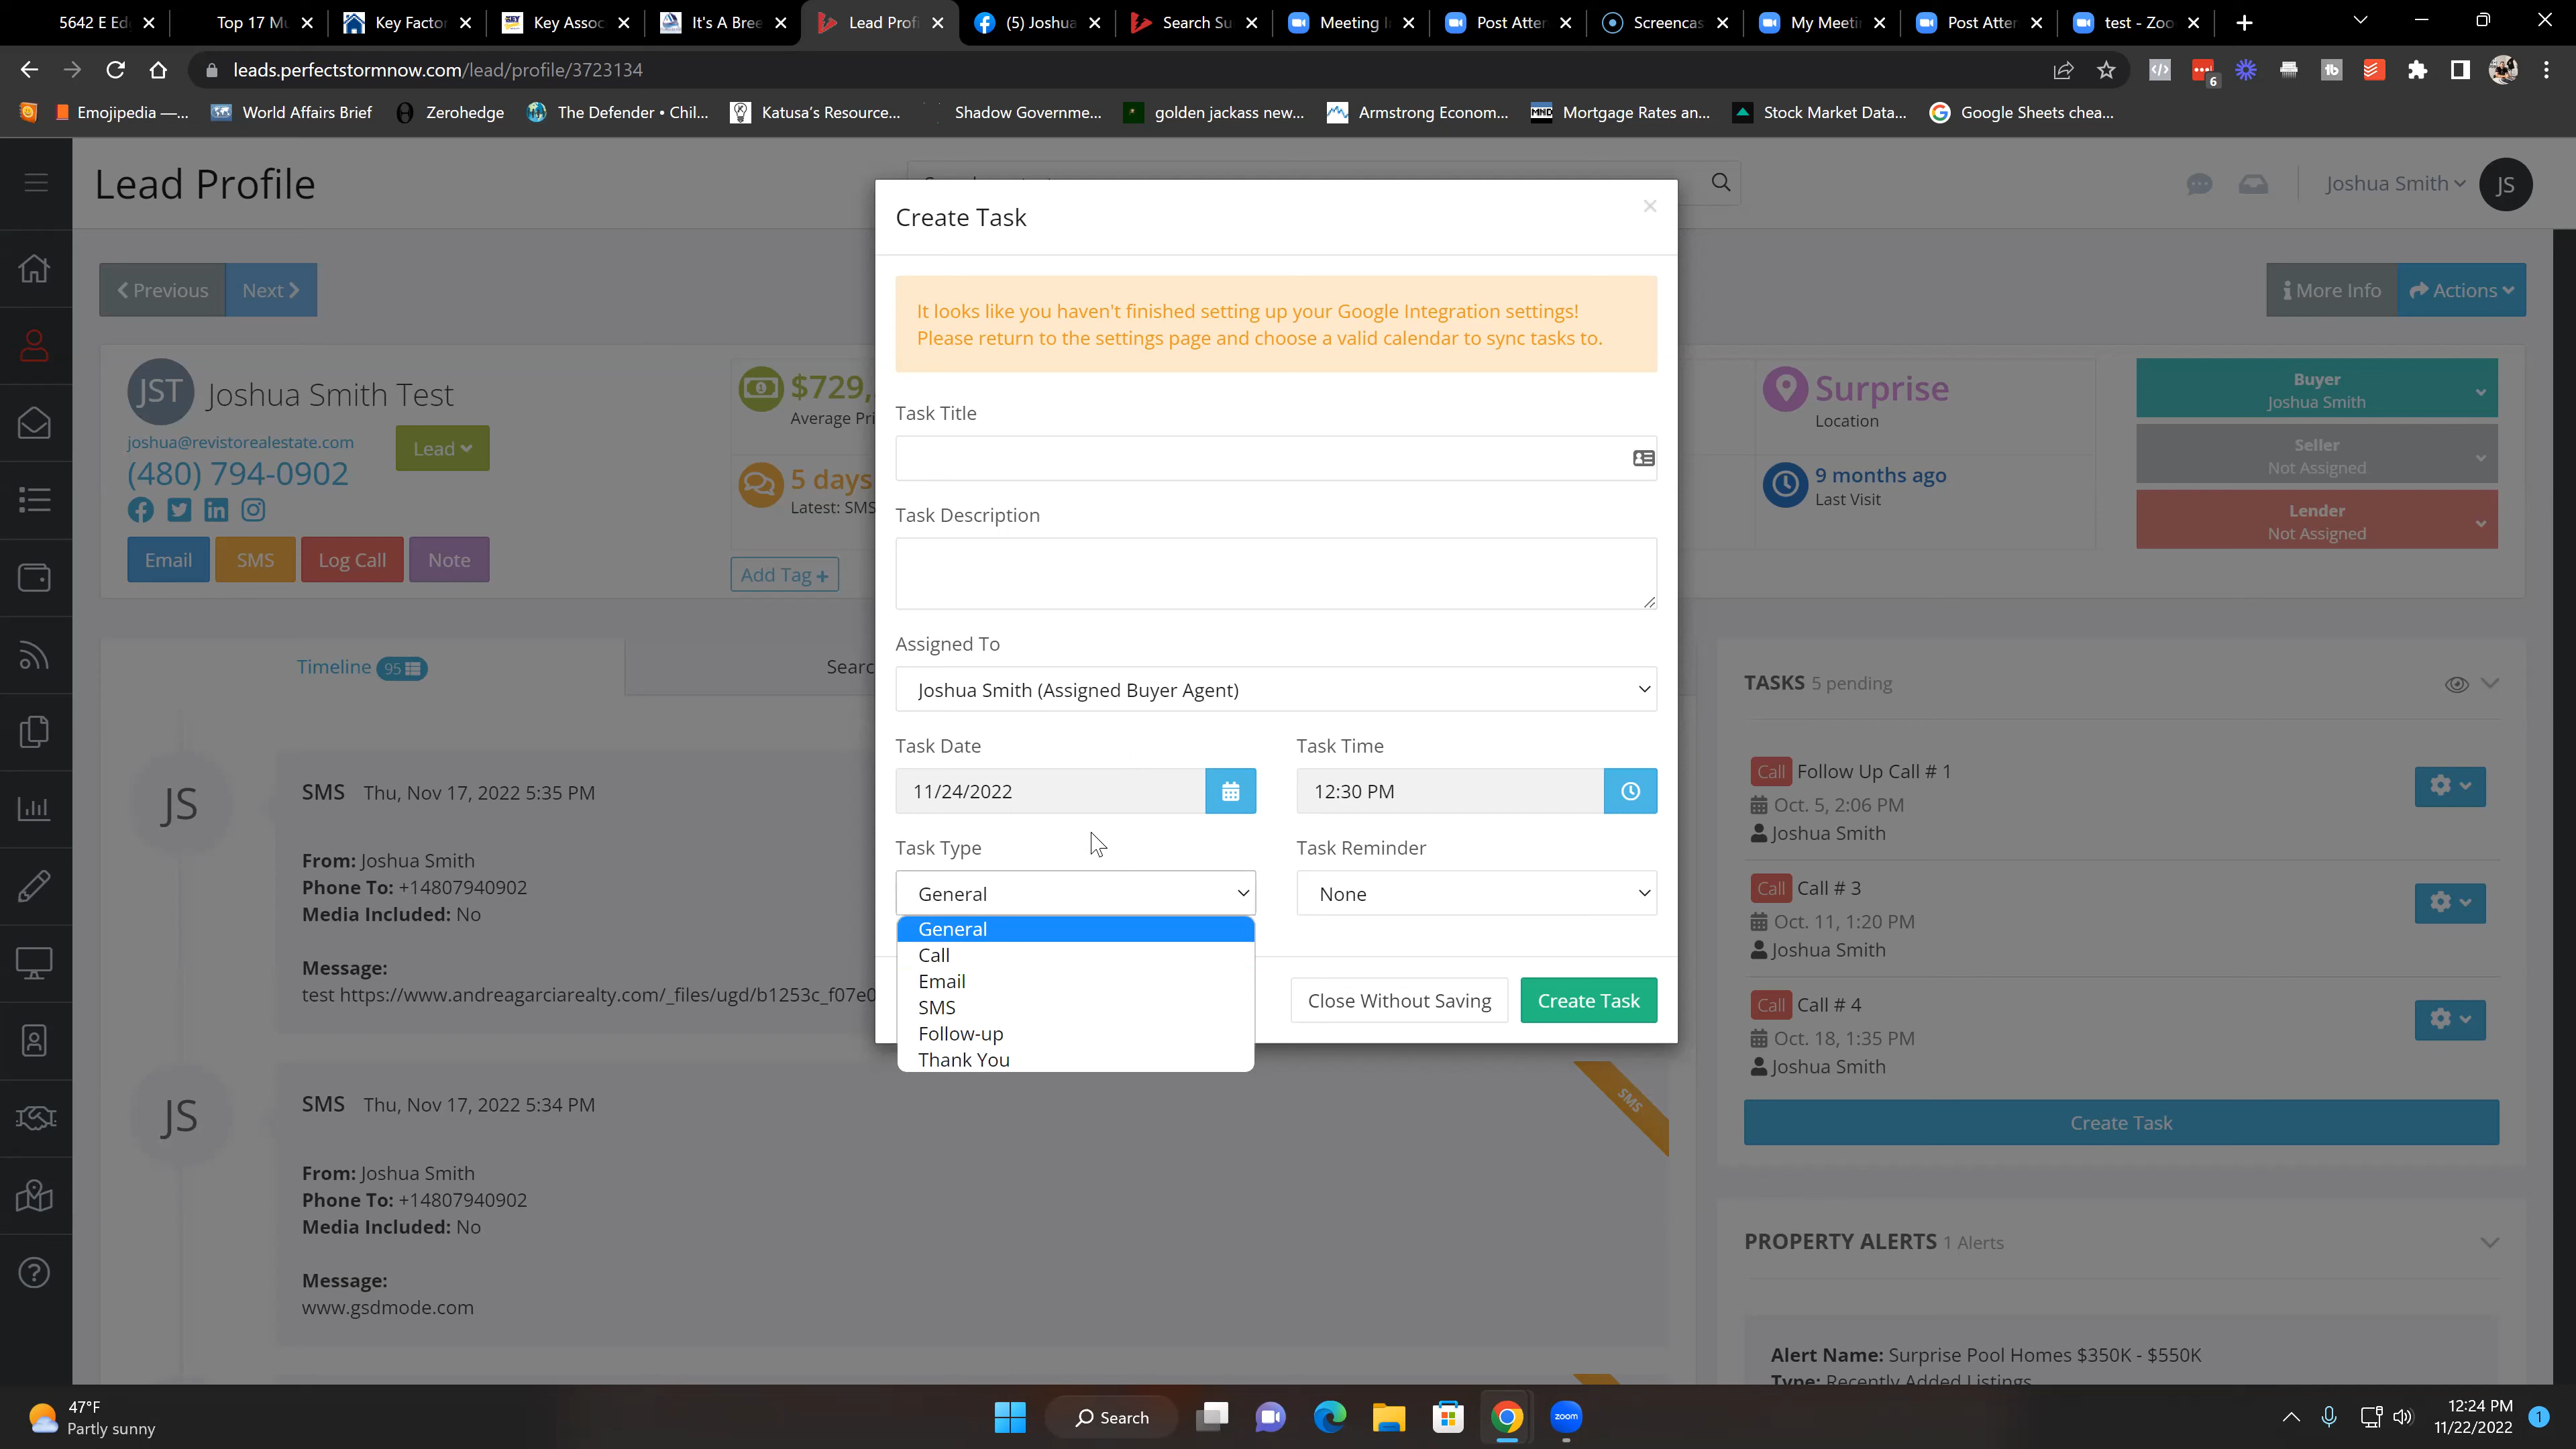 5642 E Ed
Top 17 Mu
Key Factor
Key Assoc
It's A Bree
Lead Profi
(5) Joshua
Search Su
Meeting I
Post Atter
Screencas
My Meeti
Post Atter
test - Zoo
leads.perfectstormnow.com/lead/profile/3723134
6
Emojipedia —...
World Affairs Brief
Zerohedge
The Defender • Chil...
Katusa's Resource...
Shadow Governme...
golden jackass new...
Armstrong Econom...
MND
Mortgage Rates an...
Stock Market Data...
Google Sheets chea...
Lead Profile
Joshua Smith
JS
Previous
Next
More Info
Actions
JST
Joshua Smith Test
joshua@revistorealestate.com
Lead
(480) 794-0902
Email
SMS
Log Call
Note
$729,
Average Pri
5 days
Latest: SMS
Add Tag +
Surprise
Location
9 months ago
Last Visit
Buyer
Joshua Smith
Seller
Not Assigned
Lender
Not Assigned
Create Task
It looks like you haven't finished setting up your Google Integration settings!
Please return to the settings page and choose a valid calendar to sync tasks to.
Task Title
Task Description
Assigned To
Joshua Smith (Assigned Buyer Agent)
Task Date
Task Time
11/24/2022
12:30 PM
Task Type
Task Reminder
General
None
General
Call
Email
SMS
Follow-up
Thank You
Close Without Saving
Create Task
Timeline 95
Searc
JS
SMS Thu, Nov 17, 2022 5:35 PM
From: Joshua Smith
Phone To: +14807940902
Media Included: No
Message:
test https://www.andreagarciarealty.com/_files/ugd/b1253c_f07e0
JS
SMS Thu, Nov 17, 2022 5:34 PM
SMS
From: Joshua Smith
Phone To: +14807940902
Media Included: No
Message:
www.gsdmode.com
TASKS 5 pending
Call Follow Up Call # 1
Oct. 5, 2:06 PM
Joshua Smith
Call Call # 3
Oct. 11, 1:20 PM
Joshua Smith
Call Call # 4
Oct. 18, 1:35 PM
Joshua Smith
Create Task
PROPERTY ALERTS 1 Alerts
Alert Name: Surprise Pool Homes $350K - $550K
Type: Recently Added Listings
47°F
Partly sunny
Search
zoom
12:24 PM
11/22/2022
1